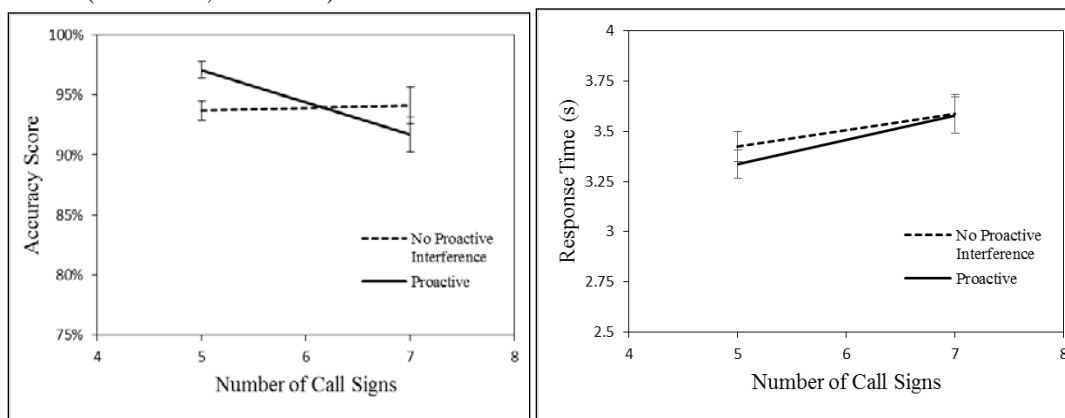 100%
95%
90%
85%
80%
75%
Accuracy Score
4
5
6
7
8
Number of Call Signs
No Proactive
Interference
Proactive
4
3.75
3.5
3.25
3
2.75
2.5
Response Time (s)
4
5
6
7
8
Number of Call Signs
No Proactive
Interference
Proactive